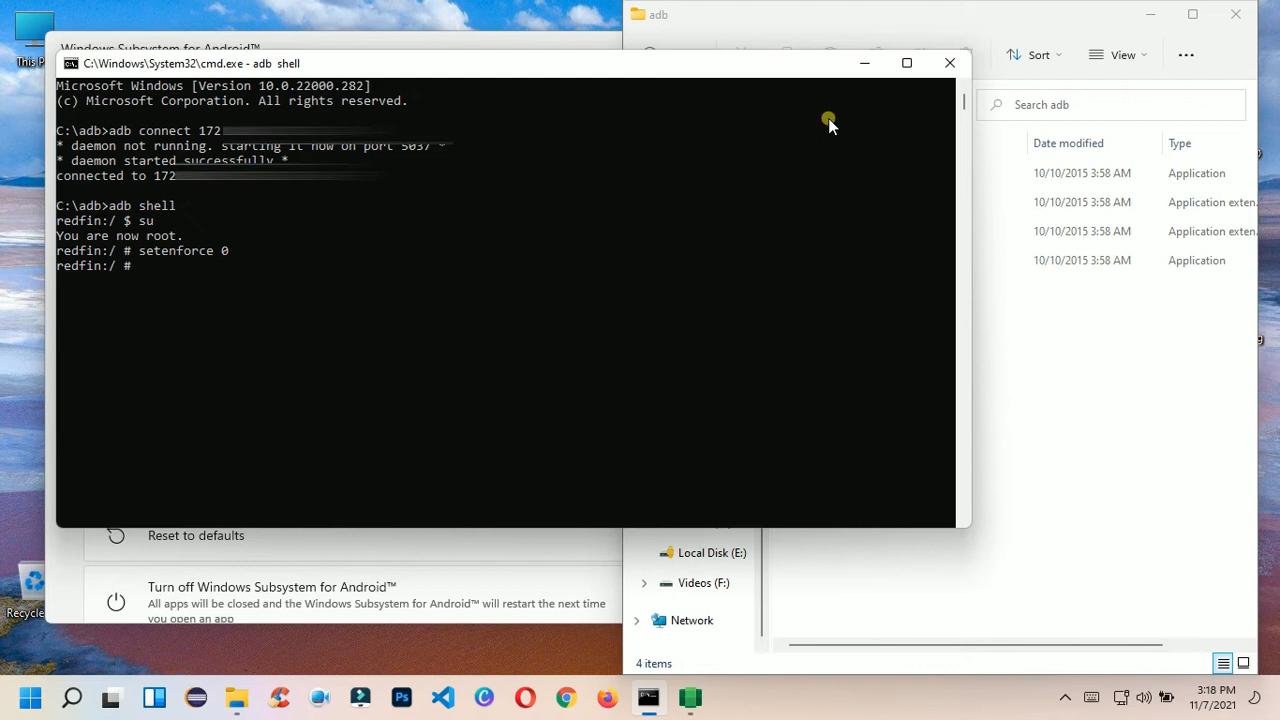 This P
adb
Windows Subsystem for Android™
C:\Windows\System32\cmd.exe - adb shell
Sort
View
Search adb
Date modified
Type
10/10/2015 3:58 AM
Application
10/10/2015 3:58 AM
Application exten.
10/10/2015 3:58 AM
Application exten.
10/10/2015 3:58 AM
Application
Microsoft Windows [Version 10.0.22000.282]
(c) Microsoft Corporation. All rights reserved.
C:\adb>adb connect 172
* daemon not running. starting it now on port 5037 *
* daemon started successfully *
connected to 172
C:\adb>adb shell
redfin:/ $ su
You are now root.
redfin:/ # setenforce 0
redfin:/ #
Reset to defaults
Turn off Windows Subsystem for Android™
All apps will be closed and the Windows Subsystem for Android™ will restart the next time
you open an app
Recycle
Local Disk (E:)
Videos (F:)
Network
4 items
3:18 PM
11/7/2021